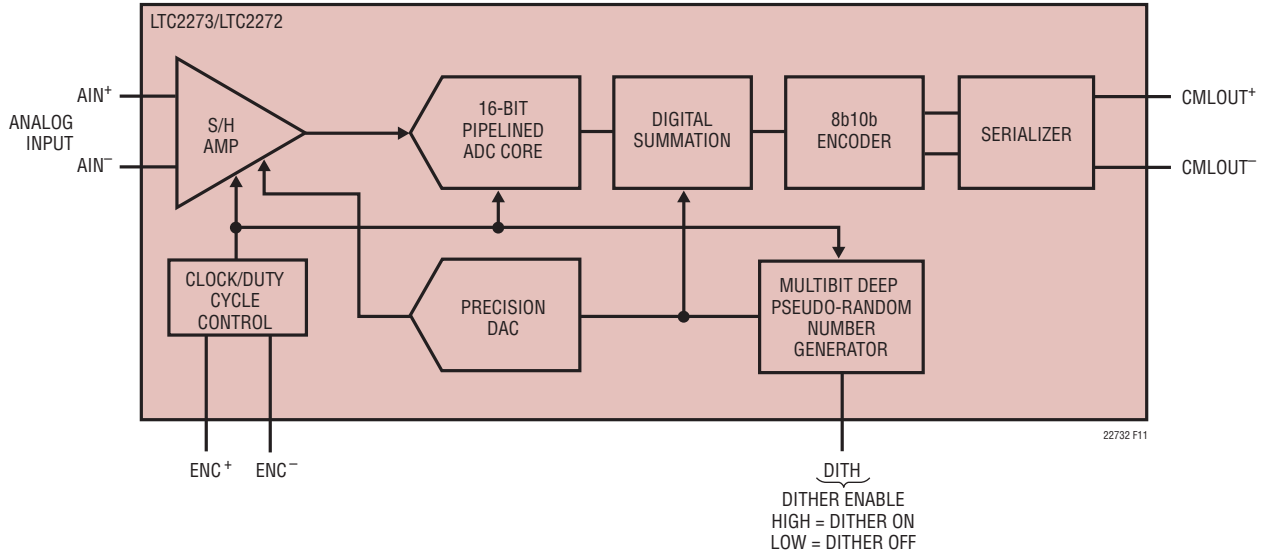 LTC2273/LTC2272
AIN+
ANALOG
INPUT
AIN−
S/H
AMP
16-BIT
PIPELINED
ADC CORE
DIGITAL
SUMMATION
8b10b
ENCODER
SERIALIZER
CMLOUT+
CMLOUT−
CLOCK/DUTY
CYCLE
CONTROL
PRECISION
DAC
MULTIBIT DEEP
PSEUDO-RANDOM
NUMBER
GENERATOR
22732 F11
ENC+
ENC−
DITH
DITHER ENABLE
HIGH = DITHER ON
LOW = DITHER OFF